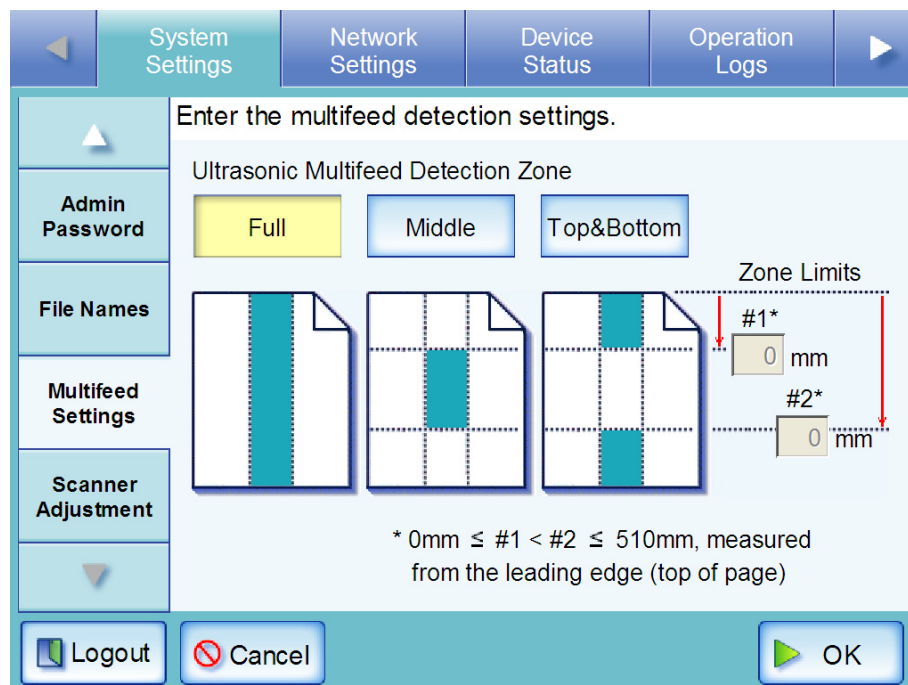 System
Settings
Network
Settings
Device
Status
Operation
Logs
Admin
Password
File Names
Multifeed
Settings
Scanner
Adjustment
Enter the multifeed detection settings.
Ultrasonic Multifeed Detection Zone
Full
Middle
Top&Bottom
Zone Limits
#1*
0 mm
#2*
0 mm
* 0mm ≤ #1 < #2 ≤ 510mm, measured
from the leading edge (top of page)
Logout
Cancel
OK